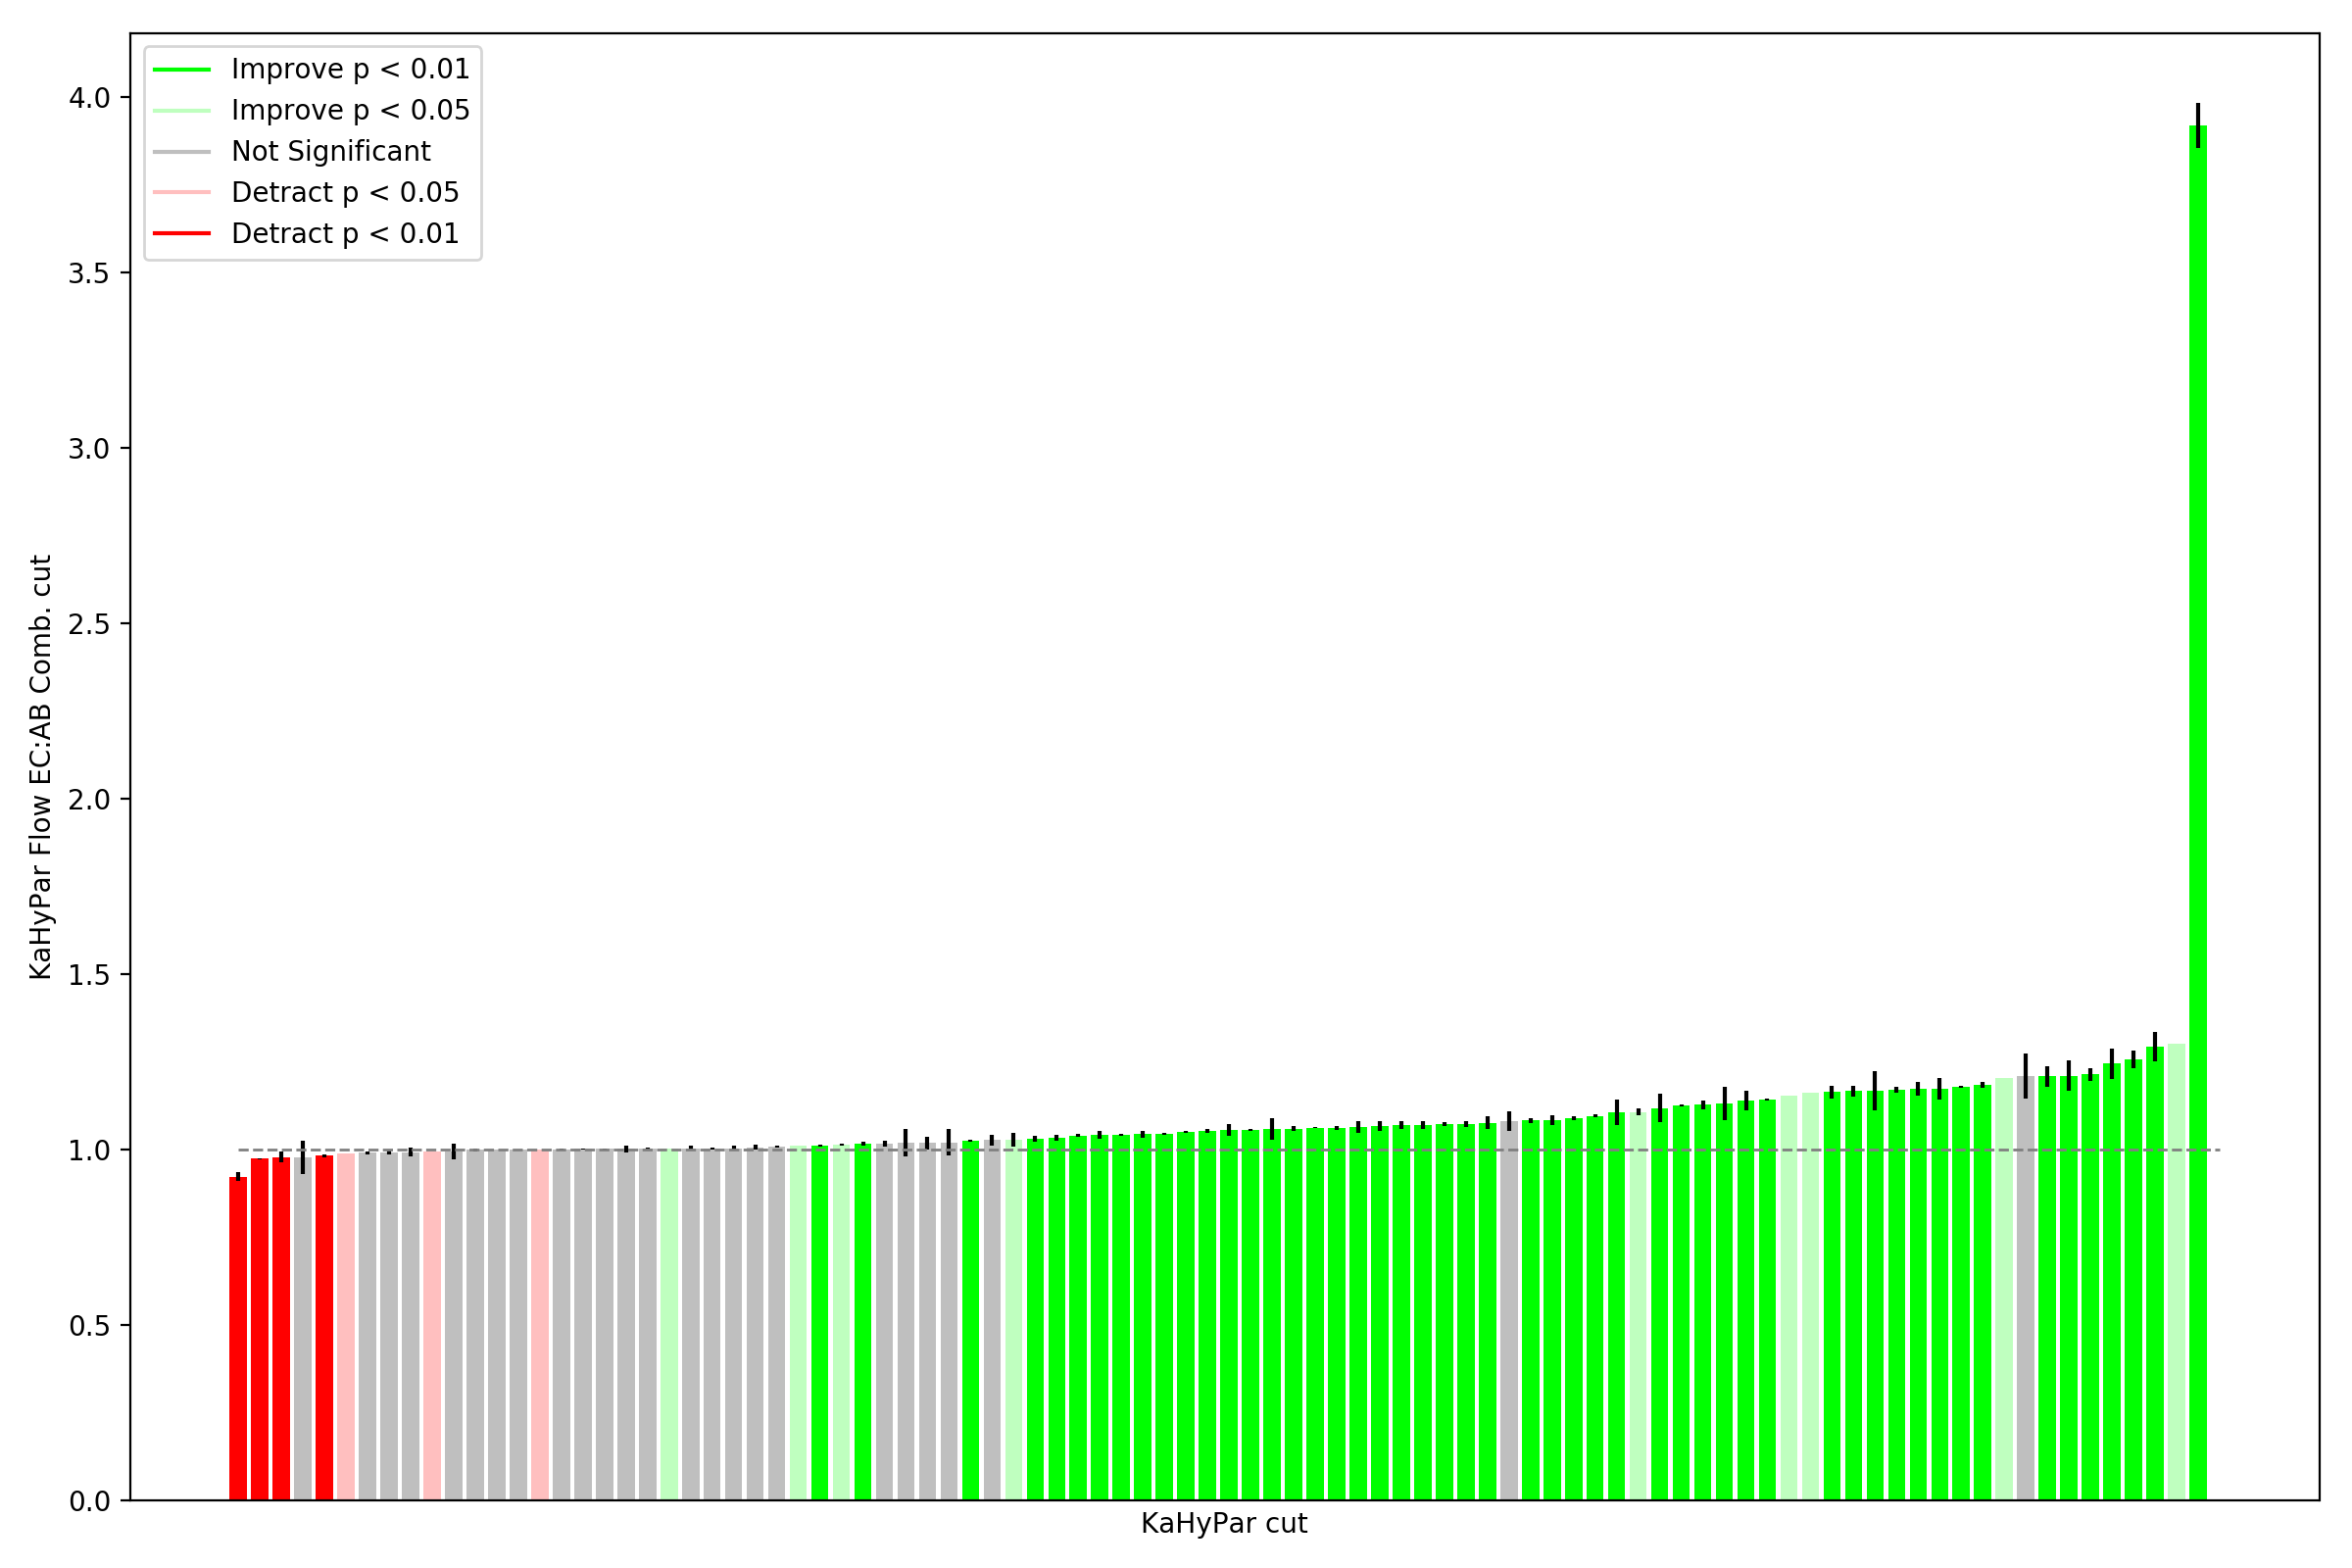 Improve p < 0.01
Improve p < 0.05
Not Significant
Detract p < 0.05
Detract p < 0.01
4.0
3.5
3.0
2.5
2.0
1.5
1.0
0.5
0.0
KaHyPar Flow EC:AB Comb. cut
KaHyPar cut